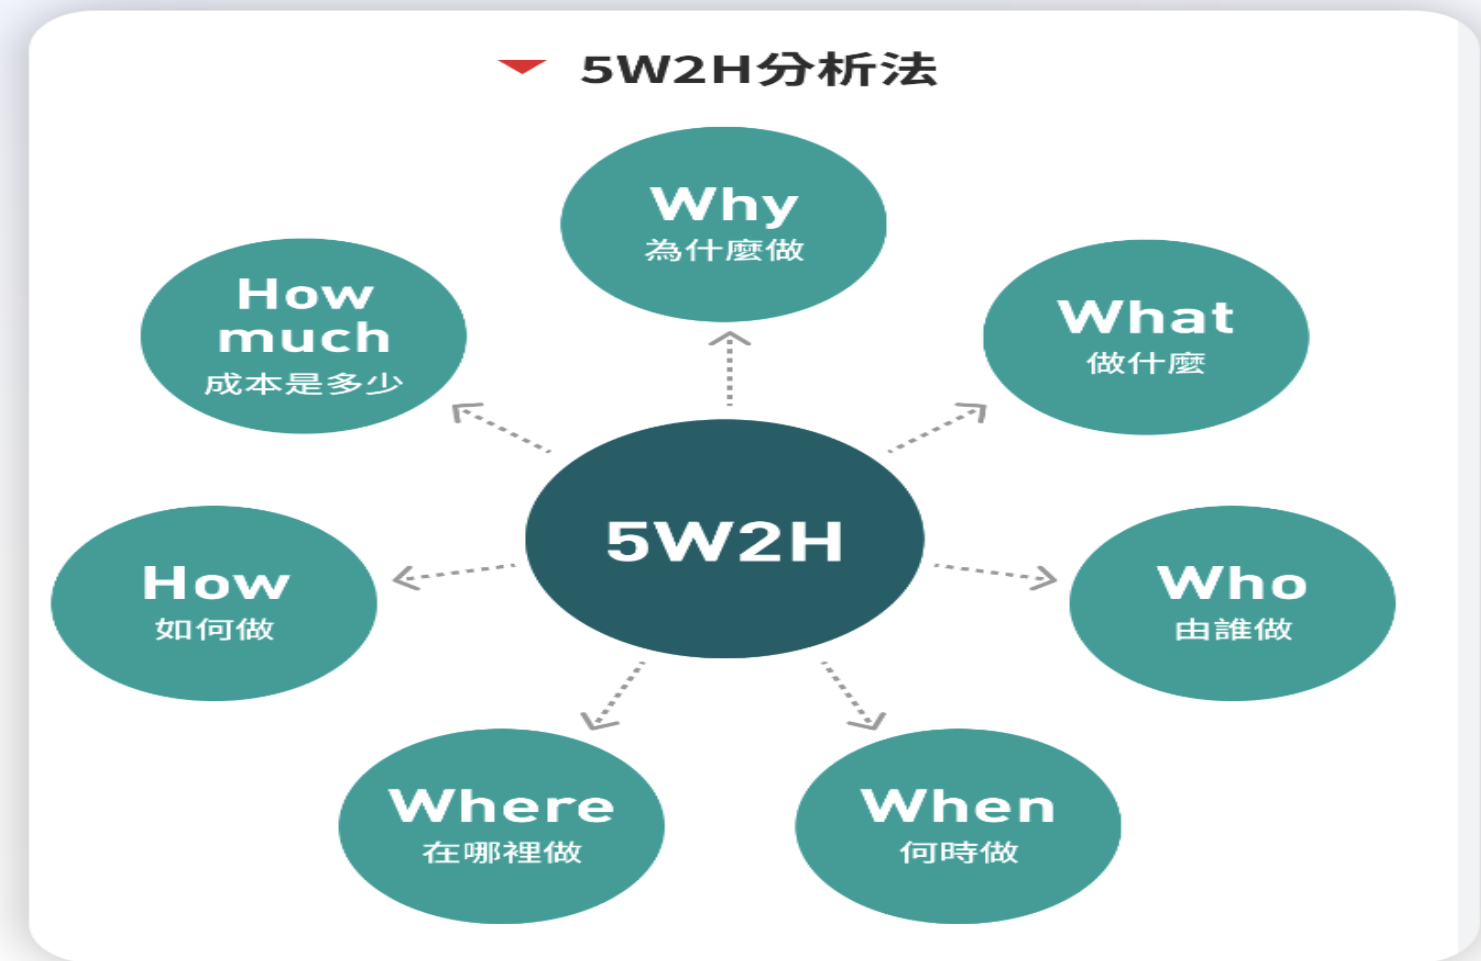 5W2H分析法
Why
為什麼做
What
做什麼
Who
由誰做
When
何時做
Where
在哪裡做
How
如何做
How
much
成本是多少
5W2H